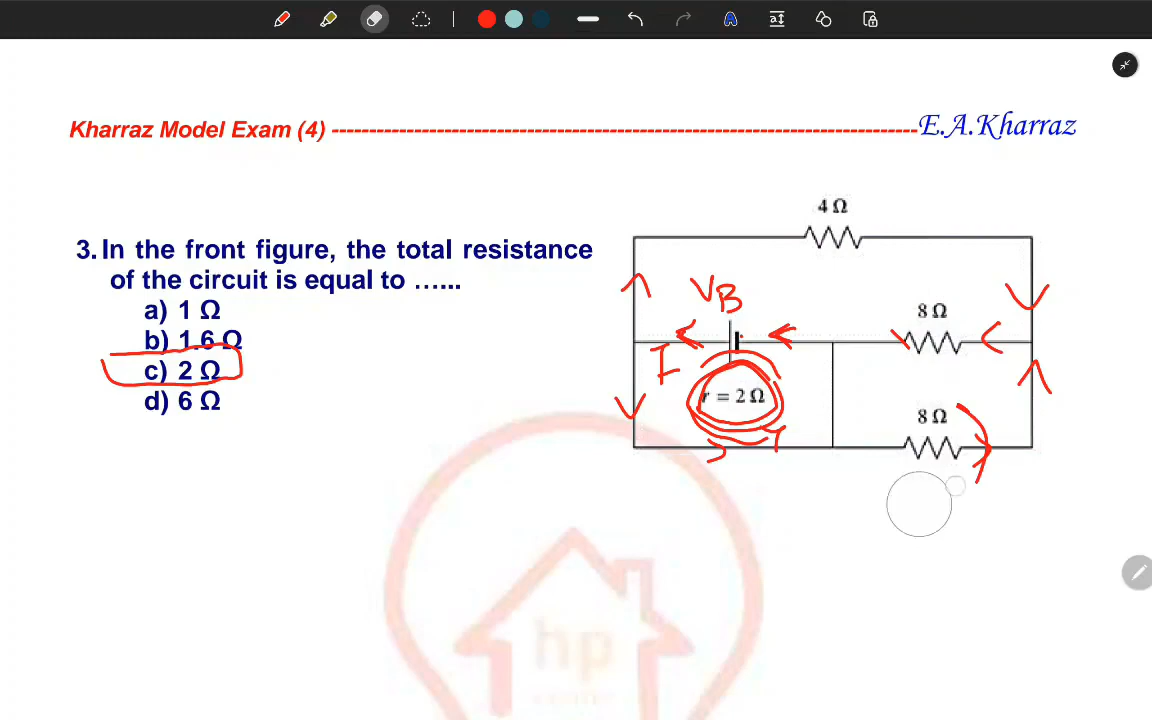 Kharraz Model Exam (4) ------------------------------------------------------------------------------------E.A.Kharraz
3. In the front figure, the total resistance
of the circuit is equal to …...
a) 1 Ω
b) 1.6 Ω
c) 2 Ω
d) 6 Ω
4 Ω
VB
8 Ω
I
r = 2 Ω
8 Ω
hp